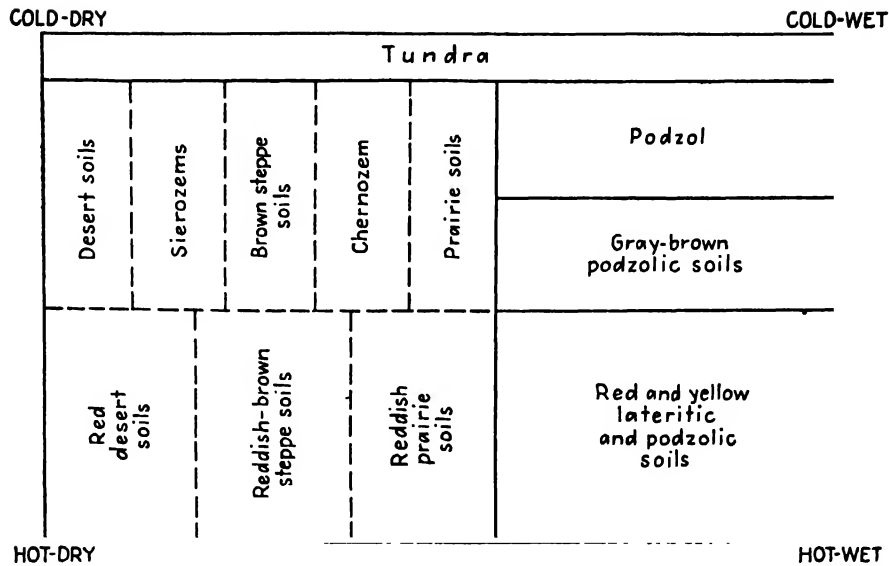 COLD-DRY
COLD-WET
Tundra
Desert soils
Sierozems
Brown steppe
soils
Chernozem
Prairie soils
Podzol
Gray-brown
podzolic soils
Red
desert
soils
Reddish-brown
steppe soils
Reddish
prairie
soils
Red and yellow
lateritic
and podzolic
soils
HOT-DRY
HOT-WET